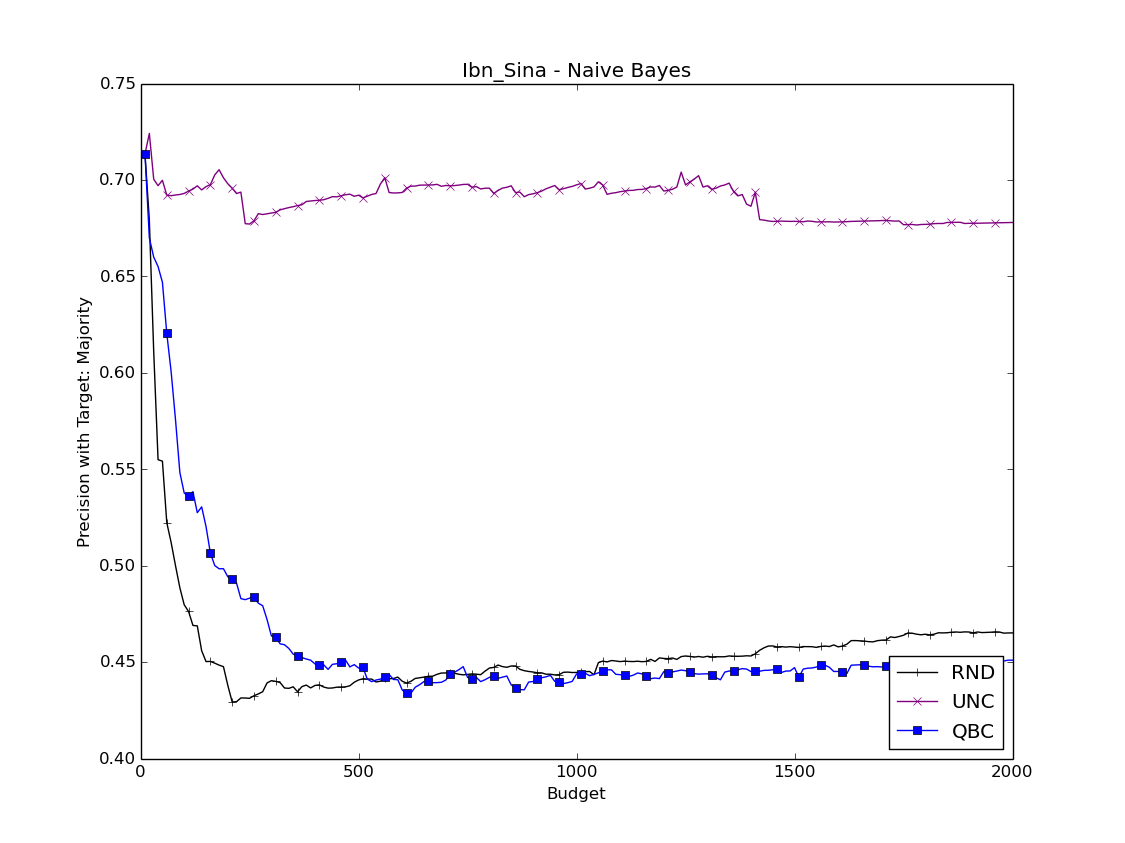 Ibn_Sina - Naive Bayes
0.75
0.70
0.65
0.60
0.55
0.50
0.45
0.40
Precision with Target: Majority
0
500
1000
1500
2000
Budget
RND
UNC
QBC